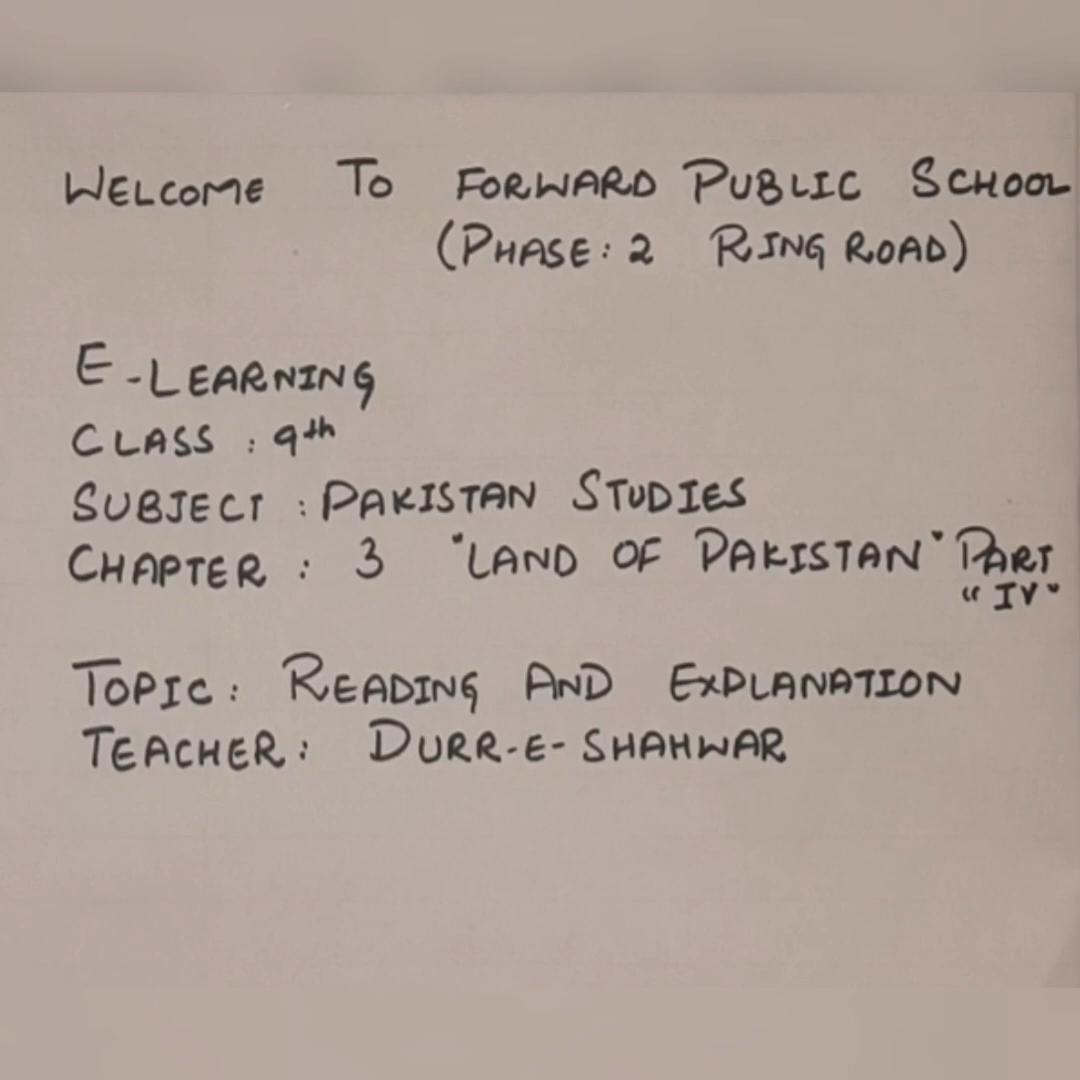 WELCOME TO FORWARD PUBLIC SCHOOL
(PHASE: 2 RING ROAD)
E-LEARNING
CLASS : 9th
SUBJECT : PAKISTAN STUDIES
CHAPTER : 3 "LAND OF PAKISTAN" PART
"IV"
TOPIC: READING AND EXPLANATION
TEACHER: DURR-E-SHAHWAR